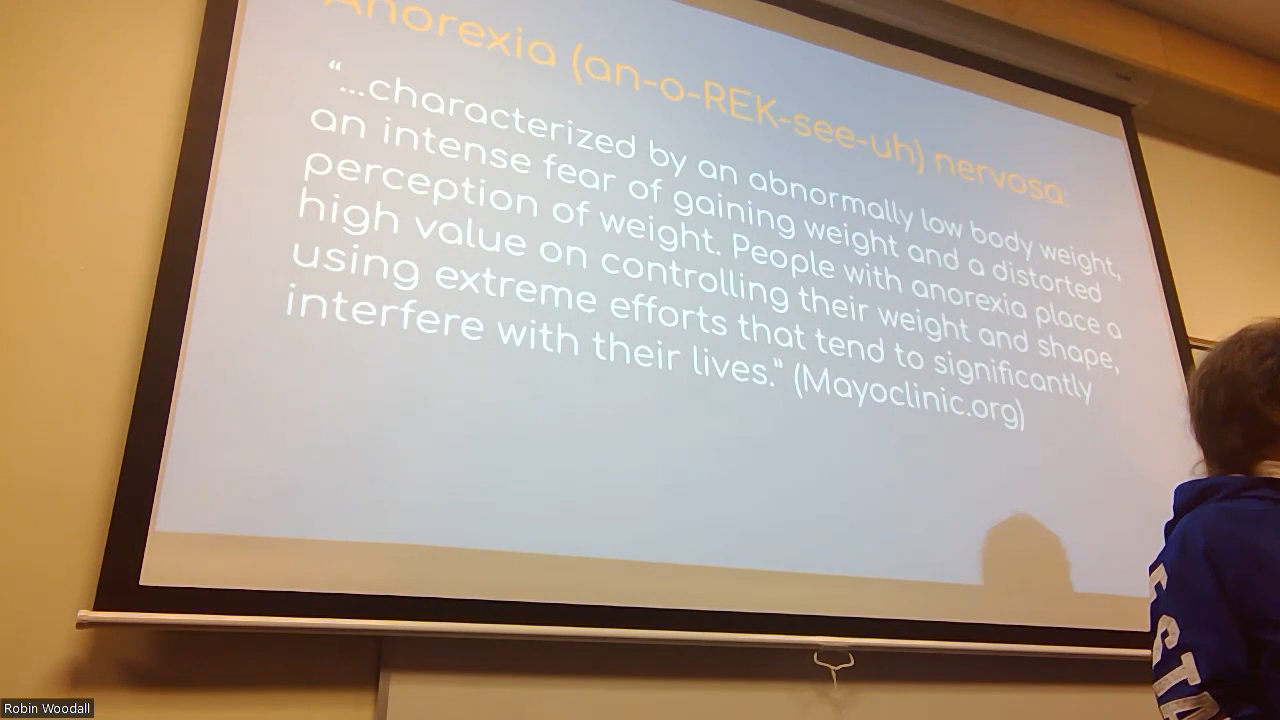 Anorexia (an-o-REK-see-uh) nervosa:
“...characterized by an abnormally low body weight,
an intense fear of gaining weight and a distorted
perception of weight. People with anorexia place a
high value on controlling their weight and shape,
using extreme efforts that tend to significantly
interfere with their lives.” (Mayoclinic.org)
STA
Robin Woodall